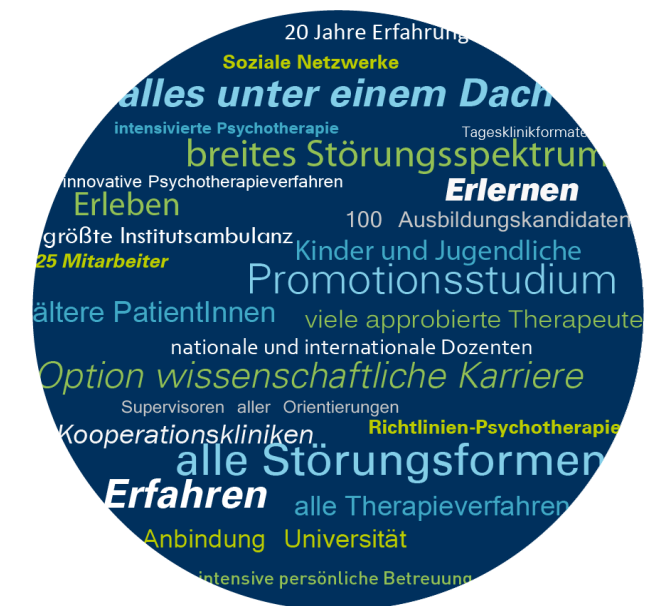 20 Jahre Erfahrung
Soziale Netzwerke
alles unter einem Dach
intensivierte Psychotherapie
Tagesklinikformate
breites Störungsspektrum
innovative Psychotherapieverfahren
Erlernen
Erleben
100 Ausbildungskandidaten
größte Institutsambulanz
Kinder und Jugendliche
25 Mitarbeiter
Promotionsstudium
ältere PatientInnen
viele approbierte Therapeute
nationale und internationale Dozenten
Option wissenschaftliche Karriere
Supervisoren aller Orientierungen
Richtlinien-Psychotherapie
Kooperationskliniken
alle Störungsformen
Erfahren
alle Therapieverfahren
Anbindung Universität
intensive persönliche Betreuung